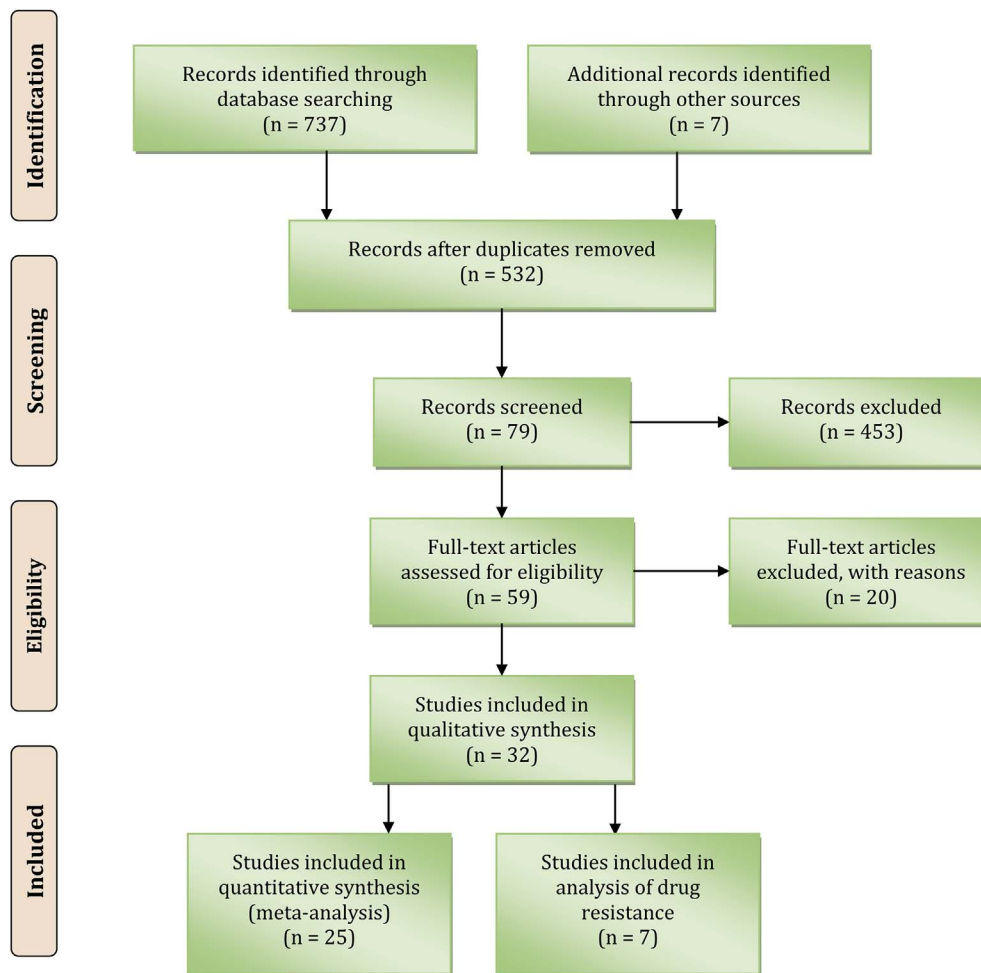 Identification
Records identified through
database searching
(n = 737)
Additional records identified
through other sources
(n = 7)
Records after duplicates removed
(n = 532)
Screening
Records screened
(n = 79)
Records excluded
(n = 453)
Eligibility
Full-text articles
assessed for eligibility
(n = 59)
Full-text articles
excluded, with reasons
(n = 20)
Studies included in
qualitative synthesis
(n = 32)
Included
Studies included in
quantitative synthesis
(meta-analysis)
(n = 25)
Studies included in
analysis of drug
resistance
(n = 7)